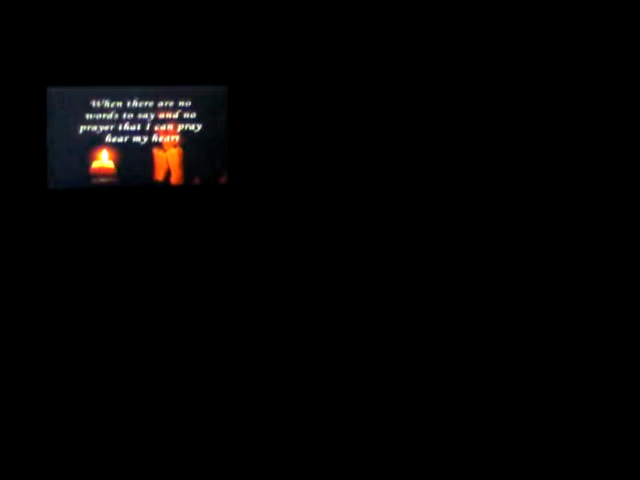 When there are no
words to say and no
prayer that I can pray
hear my heart